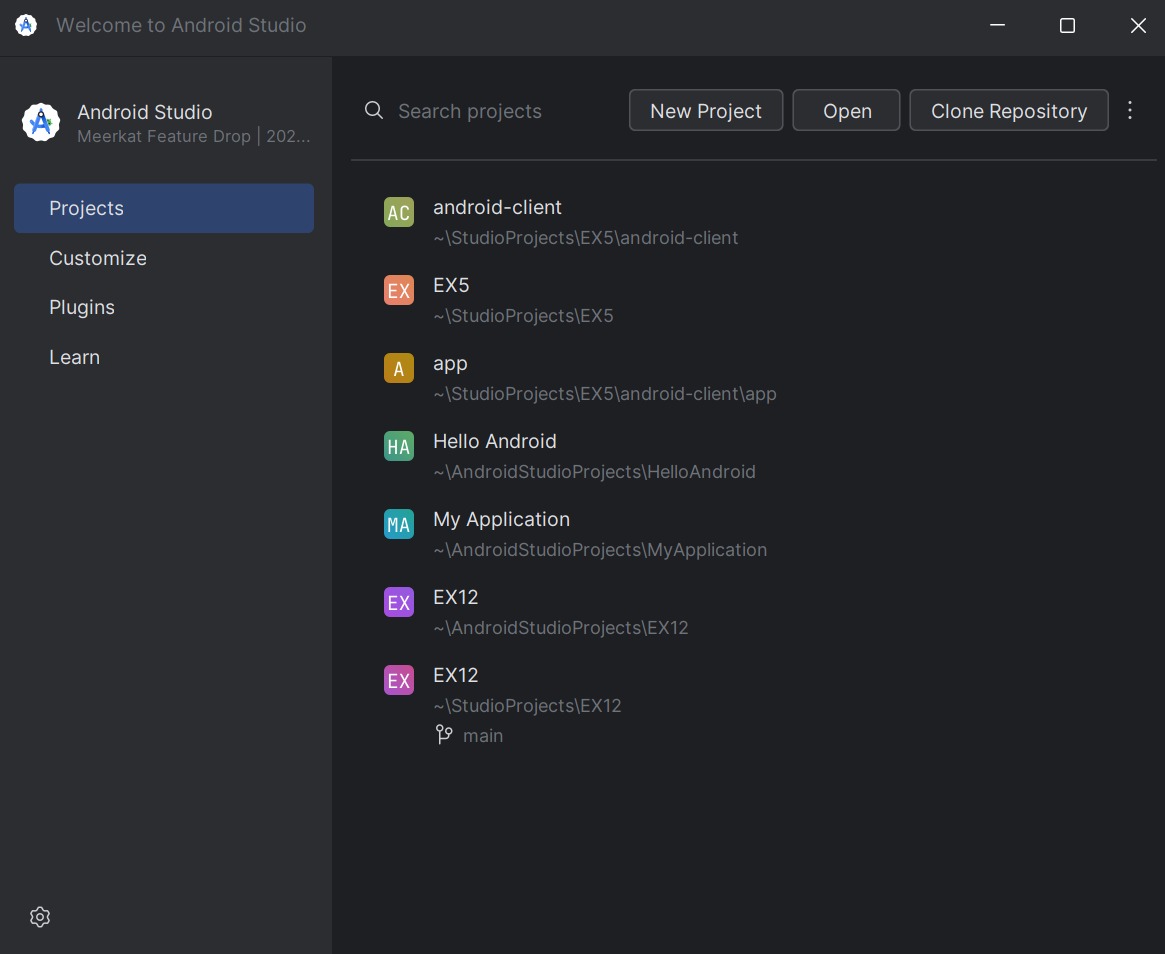 Welcome to Android Studio
Android Studio
Meerkat Feature Drop | 202...
Projects
Customize
Plugins
Learn
Search projects
New Project
Open
Clone Repository
AC
android-client
~\StudioProjects\EX5\android-client
EX
EX5
~\StudioProjects\EX5
A
app
~\StudioProjects\EX5\android-client\app
HA
Hello Android
~\AndroidStudioProjects\HelloAndroid
MA
My Application
~\AndroidStudioProjects\MyApplication
EX
EX12
~\AndroidStudioProjects\EX12
EX
EX12
~\StudioProjects\EX12
main